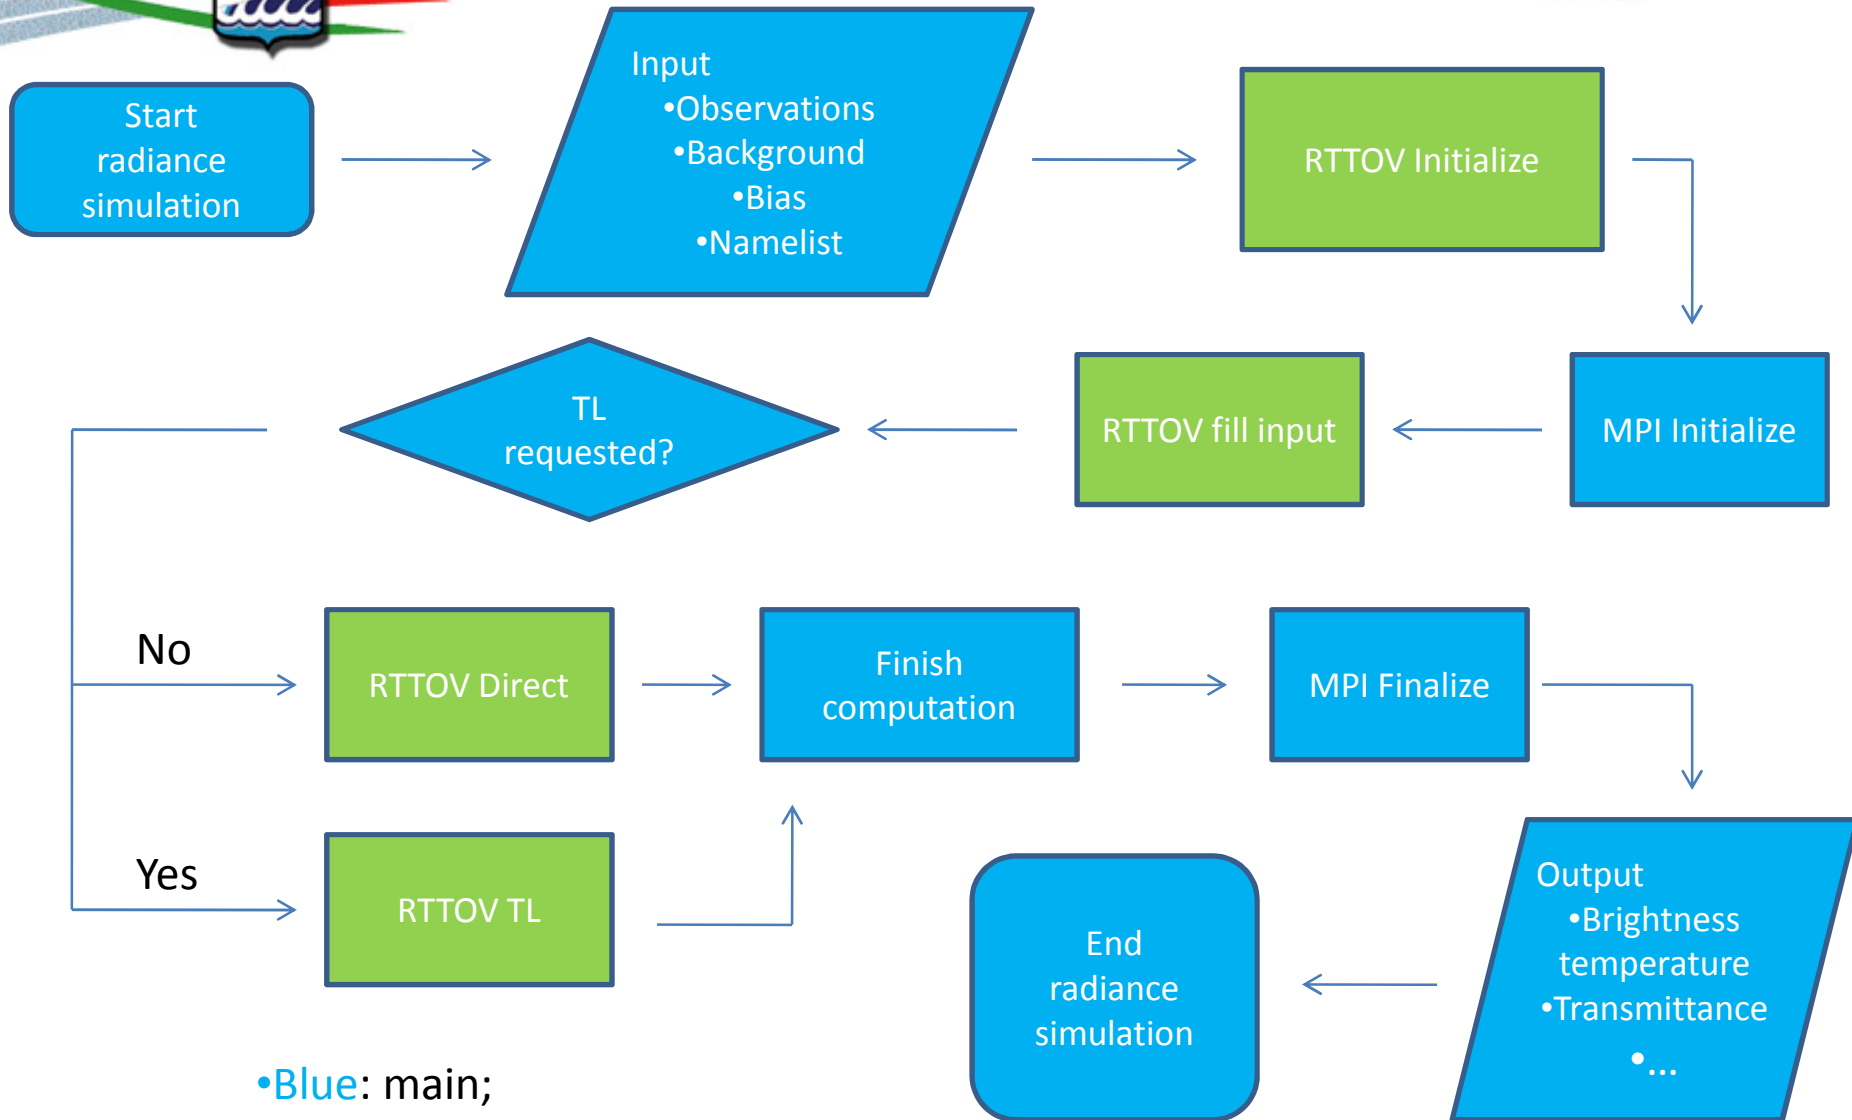 Start
radiance
simulation
Input
•Observations
•Background
•Bias
•Namelist
RTTOV Initialize
TL
requested?
RTTOV fill input
MPI Initialize
No
RTTOV Direct
Finish
computation
MPI Finalize
Yes
RTTOV TL
End
radiance
simulation
Output
•Brightness
temperature
•Transmittance
•...
•Blue: main;